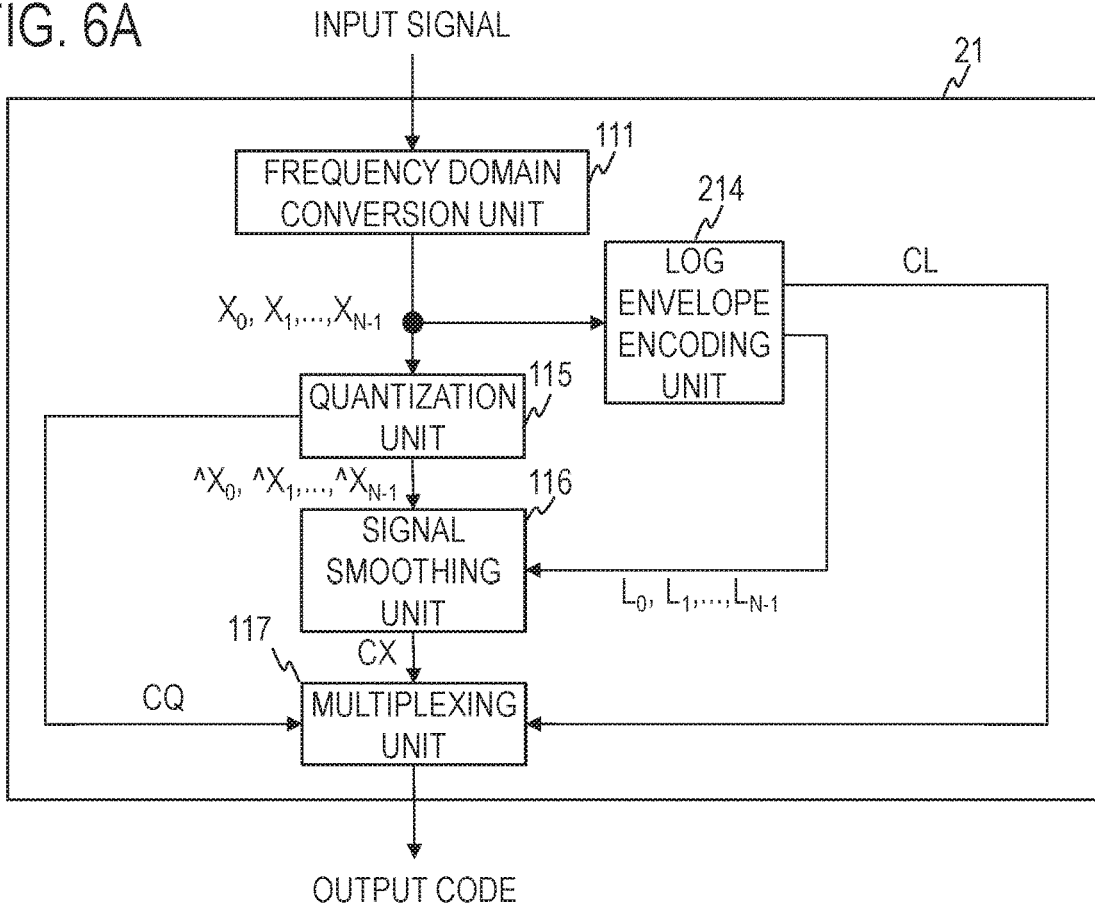 FIG. 6A
INPUT SIGNAL
21
111
FREQUENCY DOMAIN
CONVERSION UNIT
214
LOG
ENVELOPE
ENCODING
UNIT
CL
X0, X1,...,XN-1
115
QUANTIZATION
UNIT
^X0, ^X1,...,^XN-1
116
SIGNAL
SMOOTHING
UNIT
L0, L1,...,LN-1
117
CX
CQ
MULTIPLEXING
UNIT
OUTPUT CODE